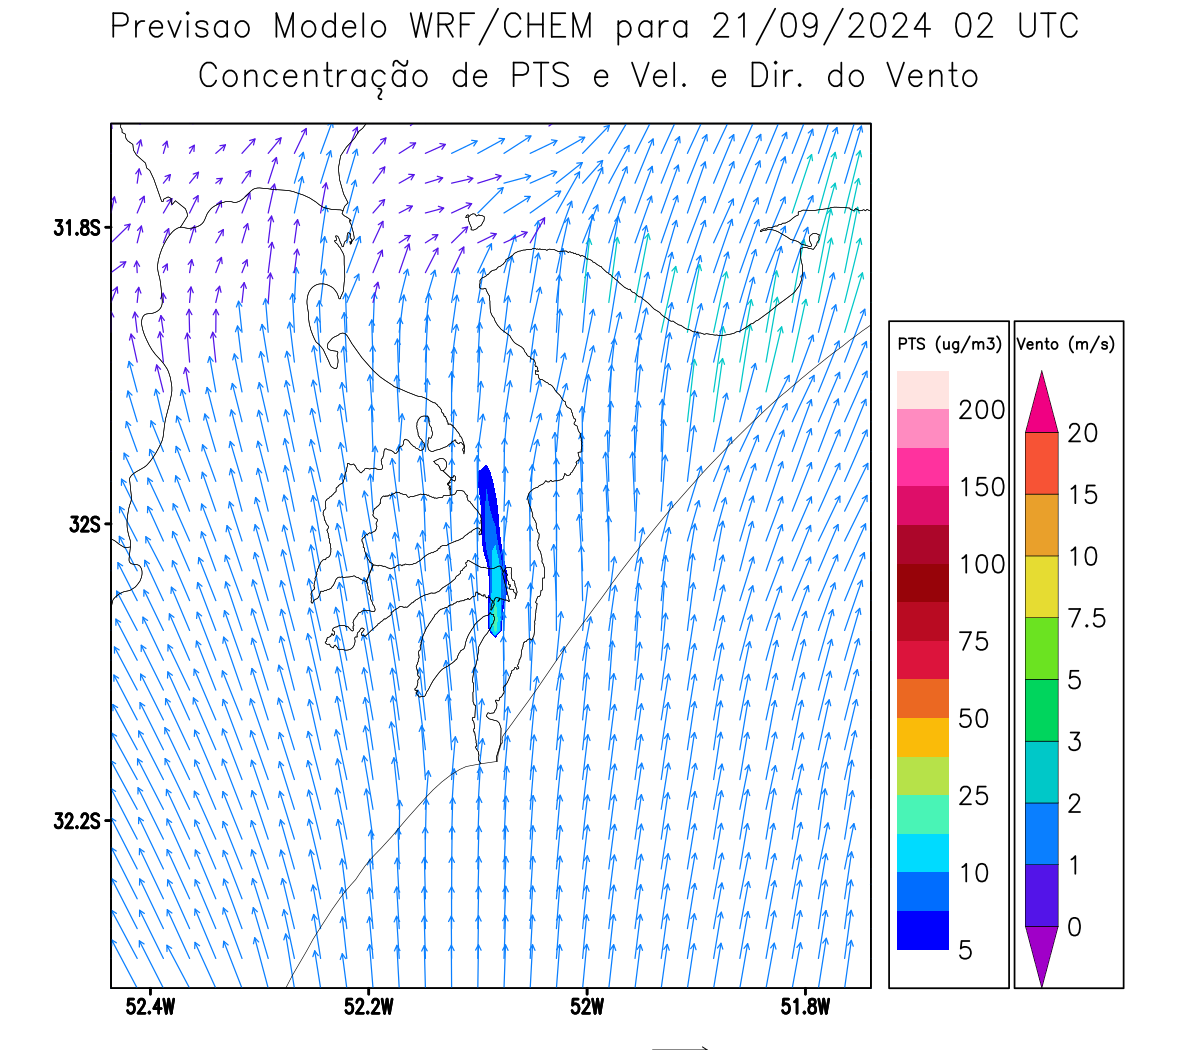 Previsao Modelo WRF/CHEM para 21/09/2024 02 UTC
Concentração de PTS e Vel. e Dir. do Vento
31.8S
32S
32.2S
52.4W 52.2W 52W 51.8W
PTS (ug/m3)
200
150
100
75
50
25
10
5
Vento (m/s)
20
15
10
7.5
5
3
2
1
0